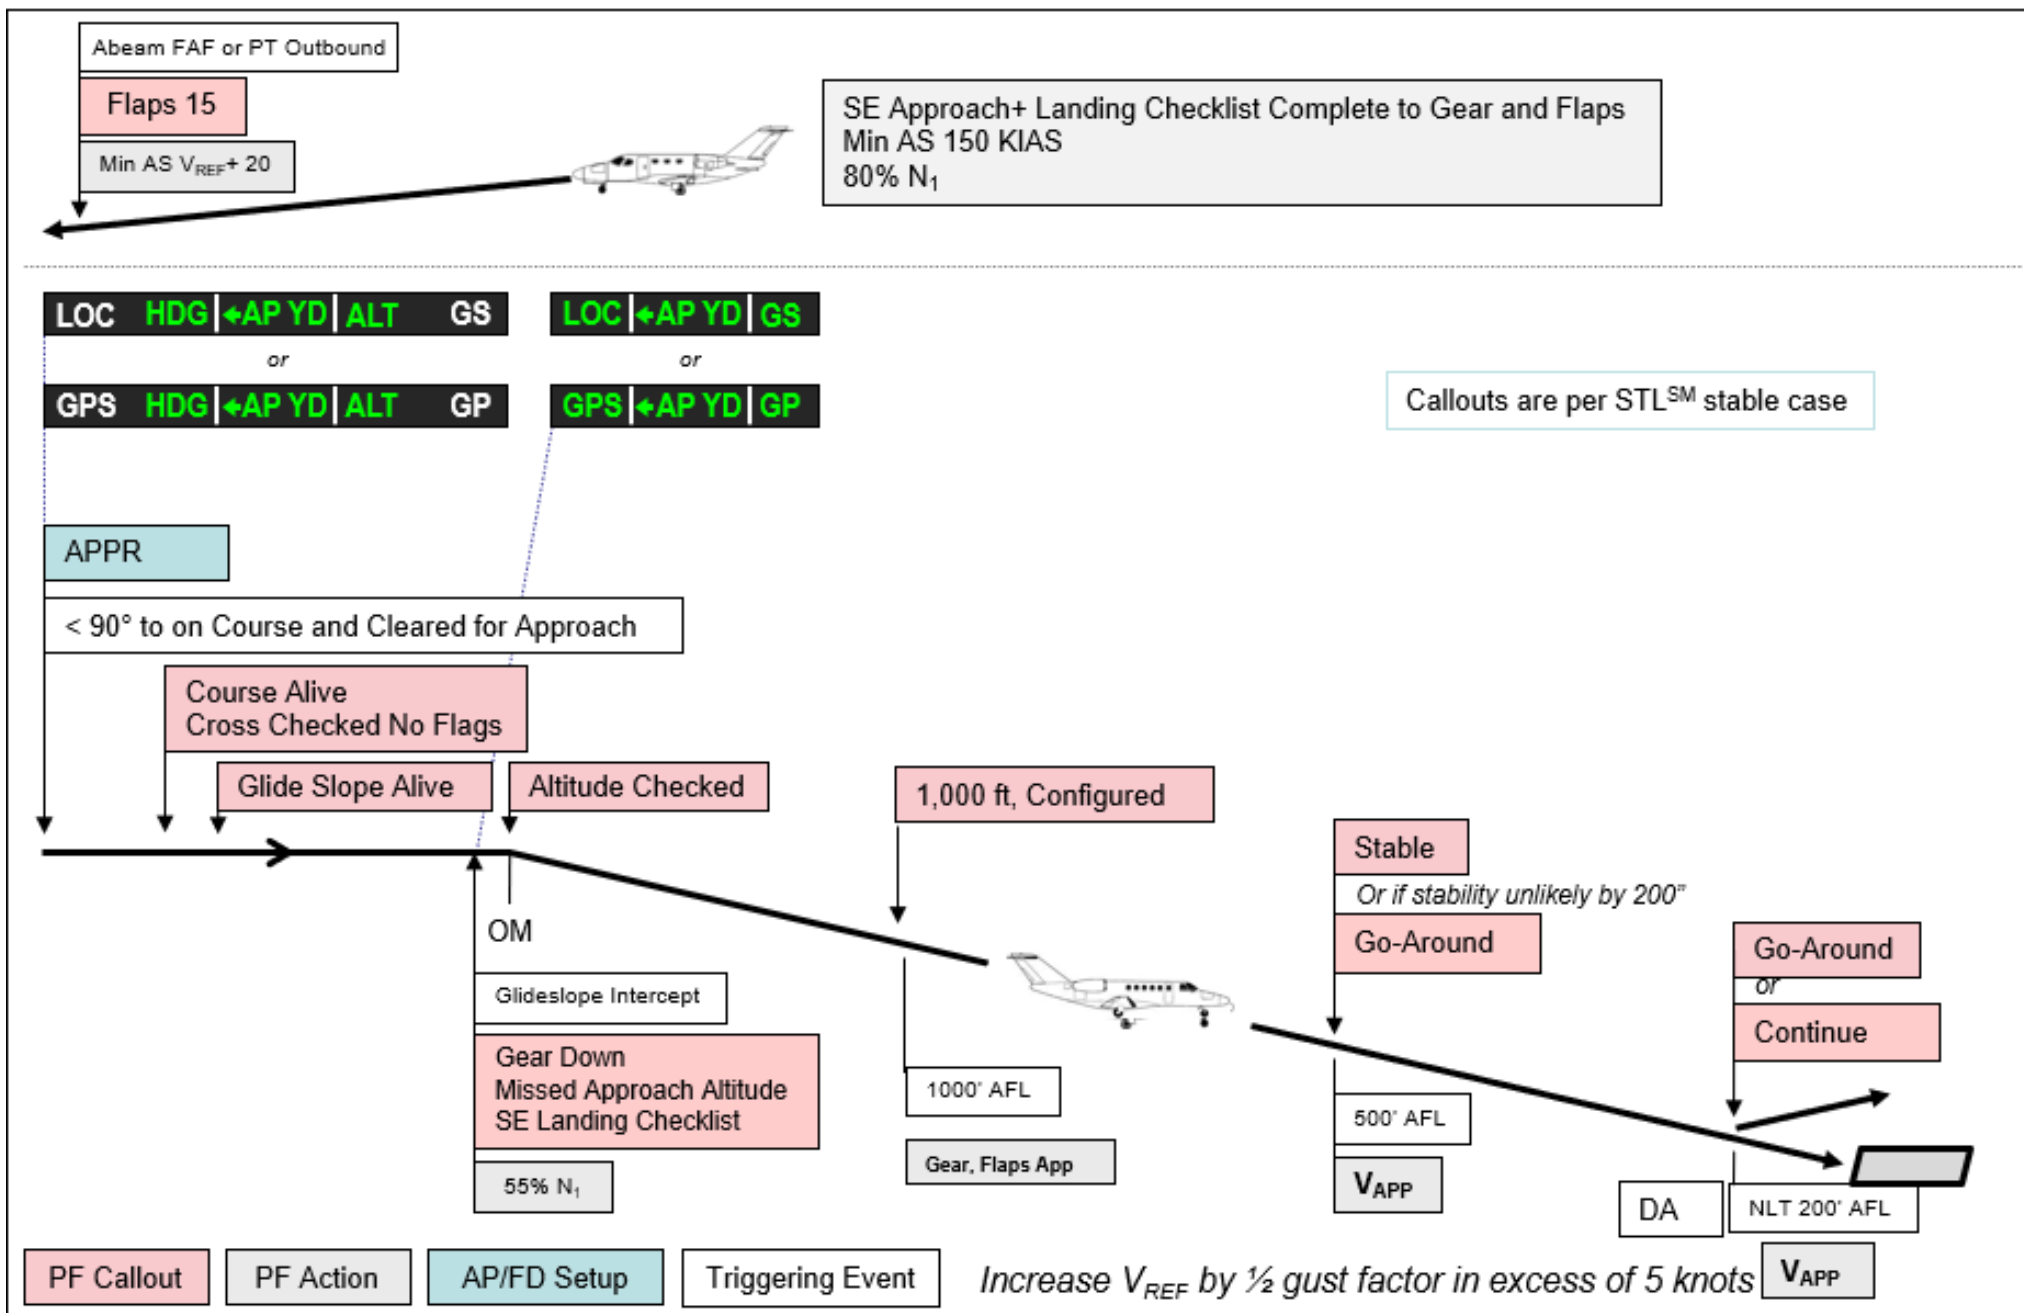 Abeam FAF or PT Outbound
Flaps 15
Min AS VREF+ 20
SE Approach+ Landing Checklist Complete to Gear and Flaps
Min AS 150 KIAS
80% N1
LOC HDG ←AP YD ALT GS
LOC ←AP YD GS
or
or
GPS HDG ←AP YD ALT GP
GPS ←AP YD GP
Callouts are per STL℠ stable case
APPR
< 90° to on Course and Cleared for Approach
Course Alive
Cross Checked No Flags
Glide Slope Alive
Altitude Checked
1,000 ft, Configured
Stable
Or if stability unlikely by 200”
Go-Around
OM
Go-Around
or
Continue
Glideslope Intercept
Gear Down
Missed Approach Altitude
SE Landing Checklist
55% N1
1000' AFL
Gear, Flaps App
500' AFL
VAPP
DA
NLT 200' AFL
VAPP
PF Callout
PF Action
AP/FD Setup
Triggering Event
Increase VREF by ½ gust factor in excess of 5 knots